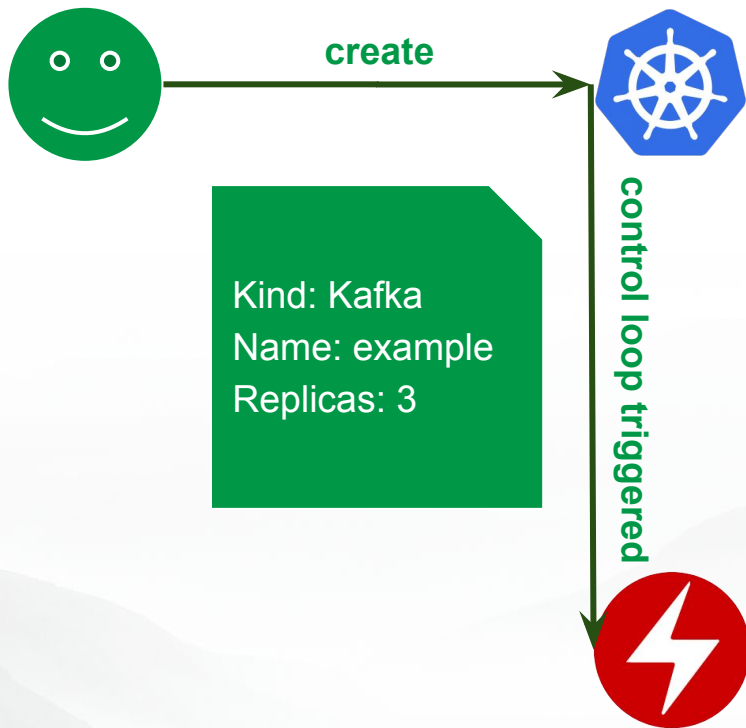 create
Kind: Kafka
Name: example
Replicas: 3
control loop triggered